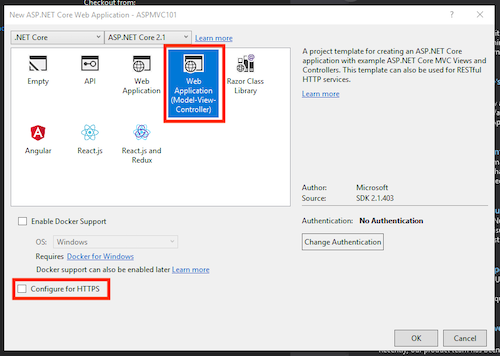 Checkout from:
New ASP.NET Core Web Application - ASPMVC101
.NET Core
ASP.NET Core 2.1
Learn more
Empty
API
Web
Application
Web
Application
(Model-View-
Controller)
Razor Class
Library
Angular
React.js
React.js and
Redux
A project template for creating an ASP.NET Core
application with example ASP.NET Core MVC Views and
Controllers. This template can also be used for RESTful
HTTP services.
Learn more
Author: Microsoft
Source: SDK 2.1.403
Enable Docker Support
OS: Windows
Requires Docker for Windows
Docker support can also be enabled later Learn more
Configure for HTTPS
Authentication: No Authentication
Change Authentication
OK
Cancel